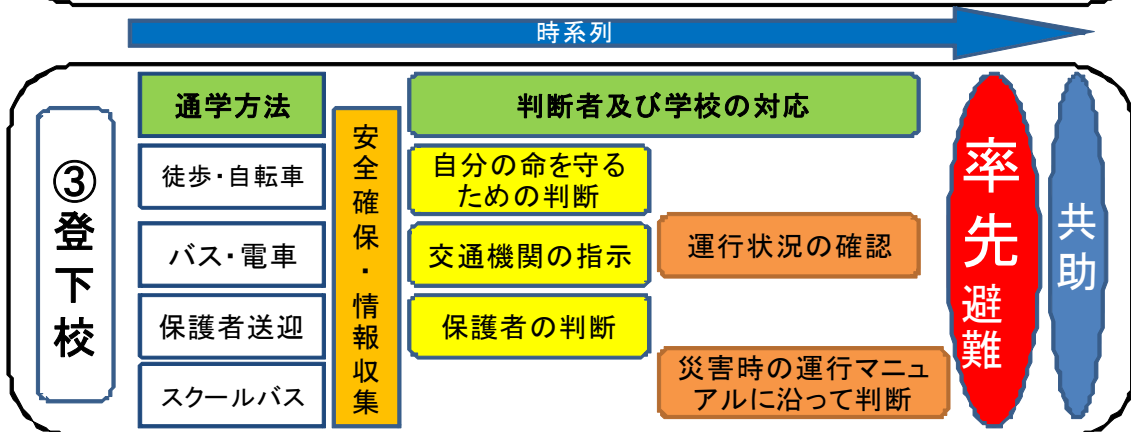 時系列
③登下校
通学方法
徒歩・自転車
バス・電車
保護者送迎
スクールバス
安全確保・情報収集
判断者及び学校の対応
自分の命を守る
ための判断
交通機関の指示
運行状況の確認
保護者の判断
災害時の運行マニュ
アルに沿って判断
率先避難
共助